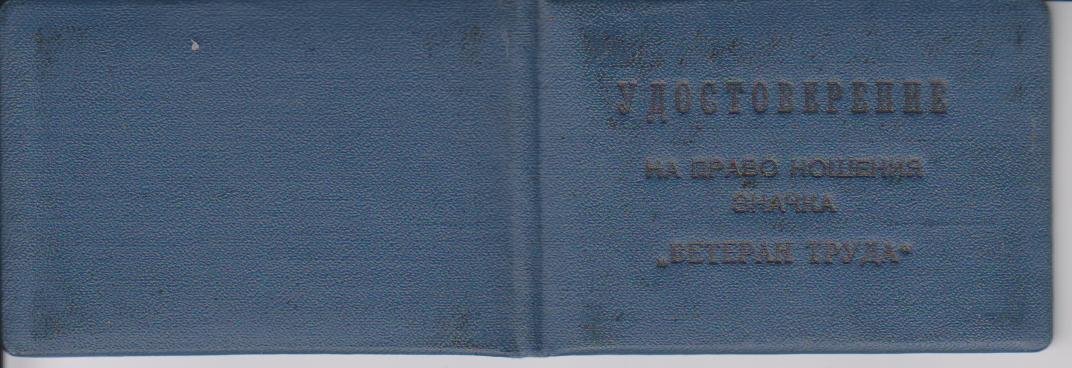 УДОСТОВЕРЕНИЕ
НА ПРАВО НОШЕНИЯ
ЗНАЧКА
„ВЕТЕРАН ТРУДА“